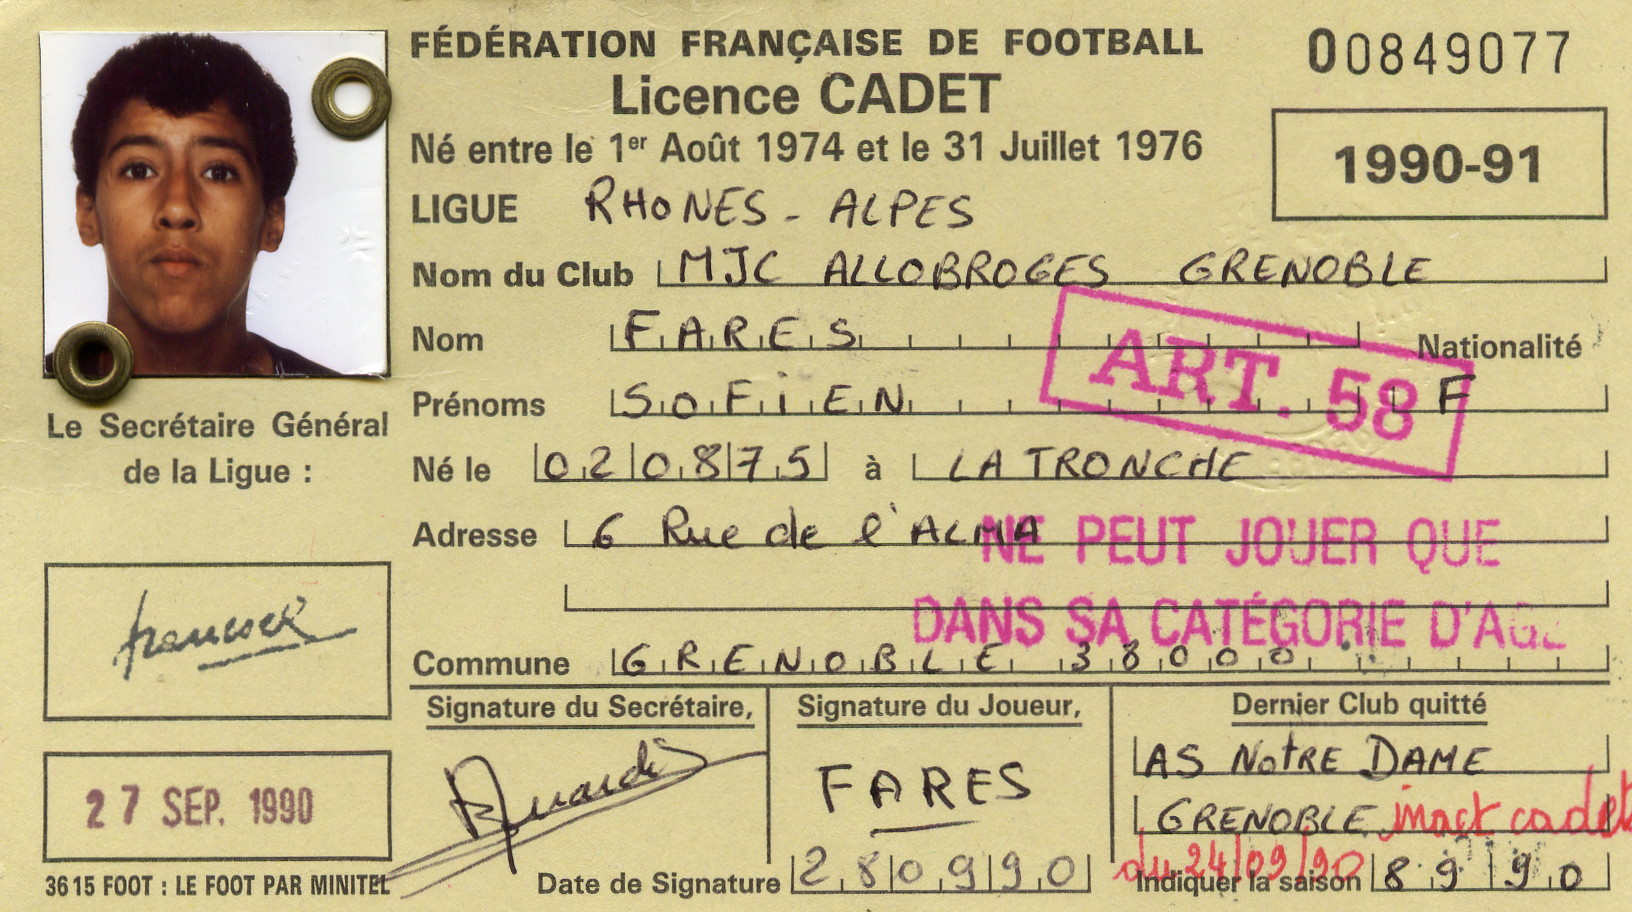 FÉDÉRATION FRANÇAISE DE FOOTBALL
00849077
Licence CADET
Né entre le 1er Août 1974 et le 31 Juillet 1976
1990-91
LIGUE RHONES - ALPES
Nom du Club MJC ALLOBROGES GRENOBLE
Nom FARES
Nationalité
ART. 58
Prénoms SOFIEN F
Le Secrétaire Général
de la Ligue :
Né le 020875 à LA TRONCHE
Adresse 6 Rue de l'ALMA
NE PEUT JOUER QUE
DANS SA CATÉGORIE D'AGE
Commune GRENOBLE 38000
Signature du Secrétaire,
Signature du Joueur,
Dernier Club quitté
AS NOTRE DAME
FARES
GRENOBLE inact cadet
du 24/09/90
27 SEP. 1990
3615 FOOT : LE FOOT PAR MINITEL
Date de Signature 280990
Indiquer la saison 89 90